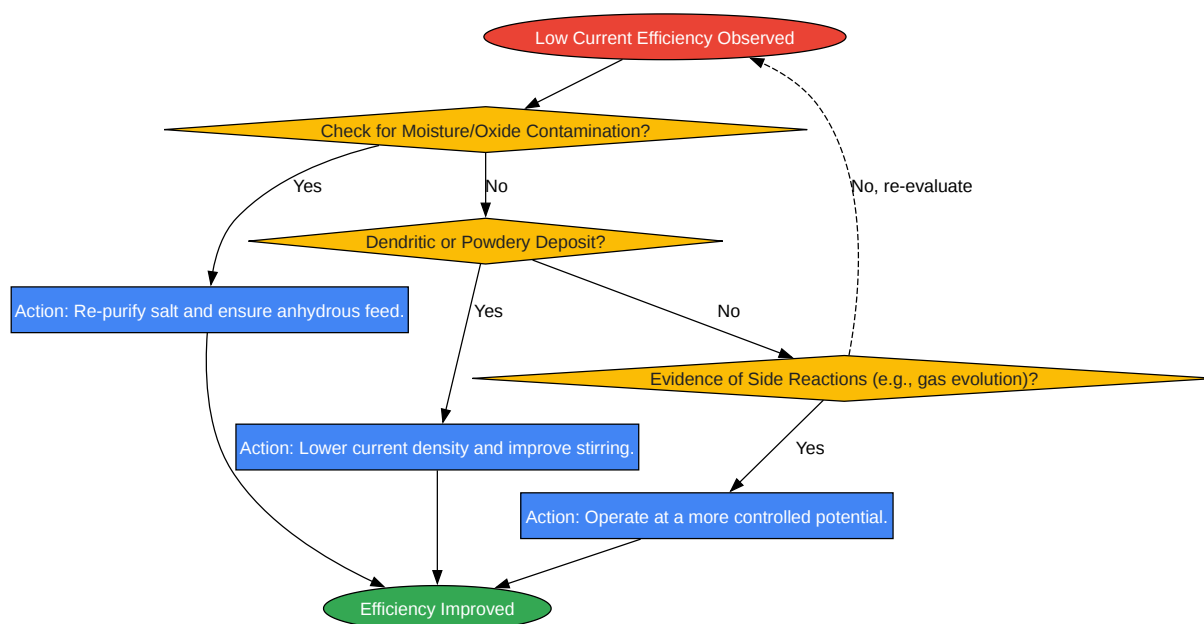 Low Current Efficiency Observed
Check for Moisture/Oxide Contamination?
Yes
No
No, re-evaluate
Dendritic or Powdery Deposit?
Action: Re-purify salt and ensure anhydrous feed.
Yes
No
Evidence of Side Reactions (e.g., gas evolution)?
Action: Lower current density and improve stirring.
Yes
Action: Operate at a more controlled potential.
Efficiency Improved